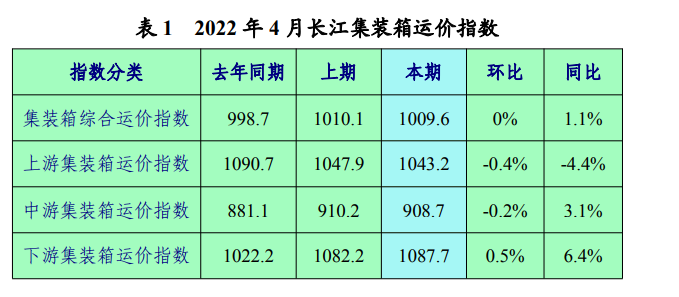 表 1 2022 年 4 月长江集装箱运价指数
指数分类 去年同期 上期 本期 环比 同比
集装箱综合运价指数 998.7 1010.1 1009.6 0% 1.1%
上游集装箱运价指数 1090.7 1047.9 1043.2 -0.4% -4.4%
中游集装箱运价指数 881.1 910.2 908.7 -0.2% 3.1%
下游集装箱运价指数 1022.2 1082.2 1087.7 0.5% 6.4%